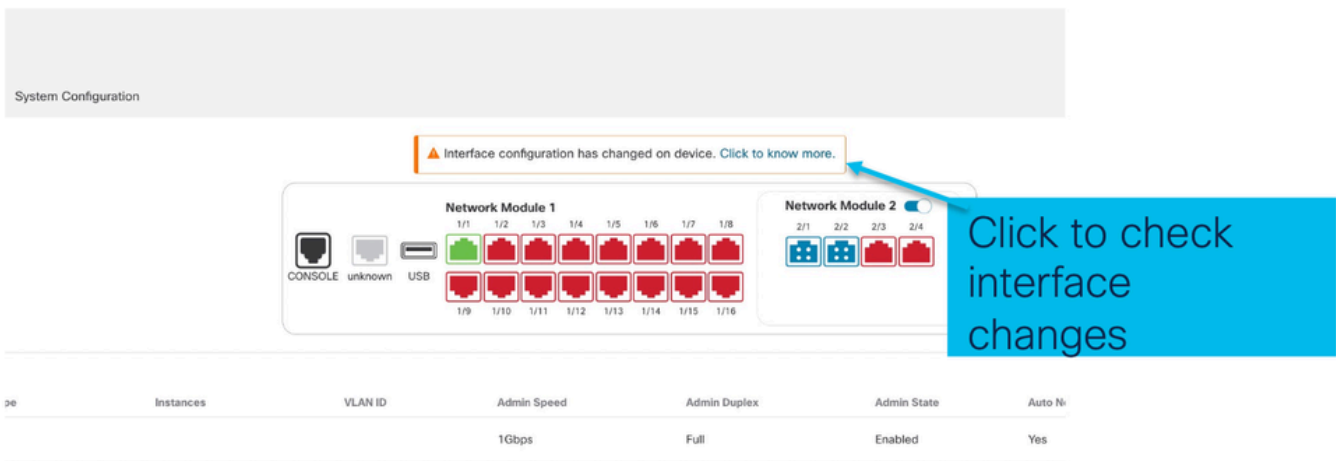 System Configuration
Interface configuration has changed on device. Click to know more.
Network Module 1
Network Module 2
1/1 1/2 1/3 1/4 1/5 1/6 1/7 1/8
2/1 2/2 2/3 2/4
CONSOLE unknown USB
1/9 1/10 1/11 1/12 1/13 1/14 1/15 1/16
Click to check
interface
changes
Instances VLAN ID Admin Speed Admin Duplex Admin State Auto
1Gbps Full Enabled Yes